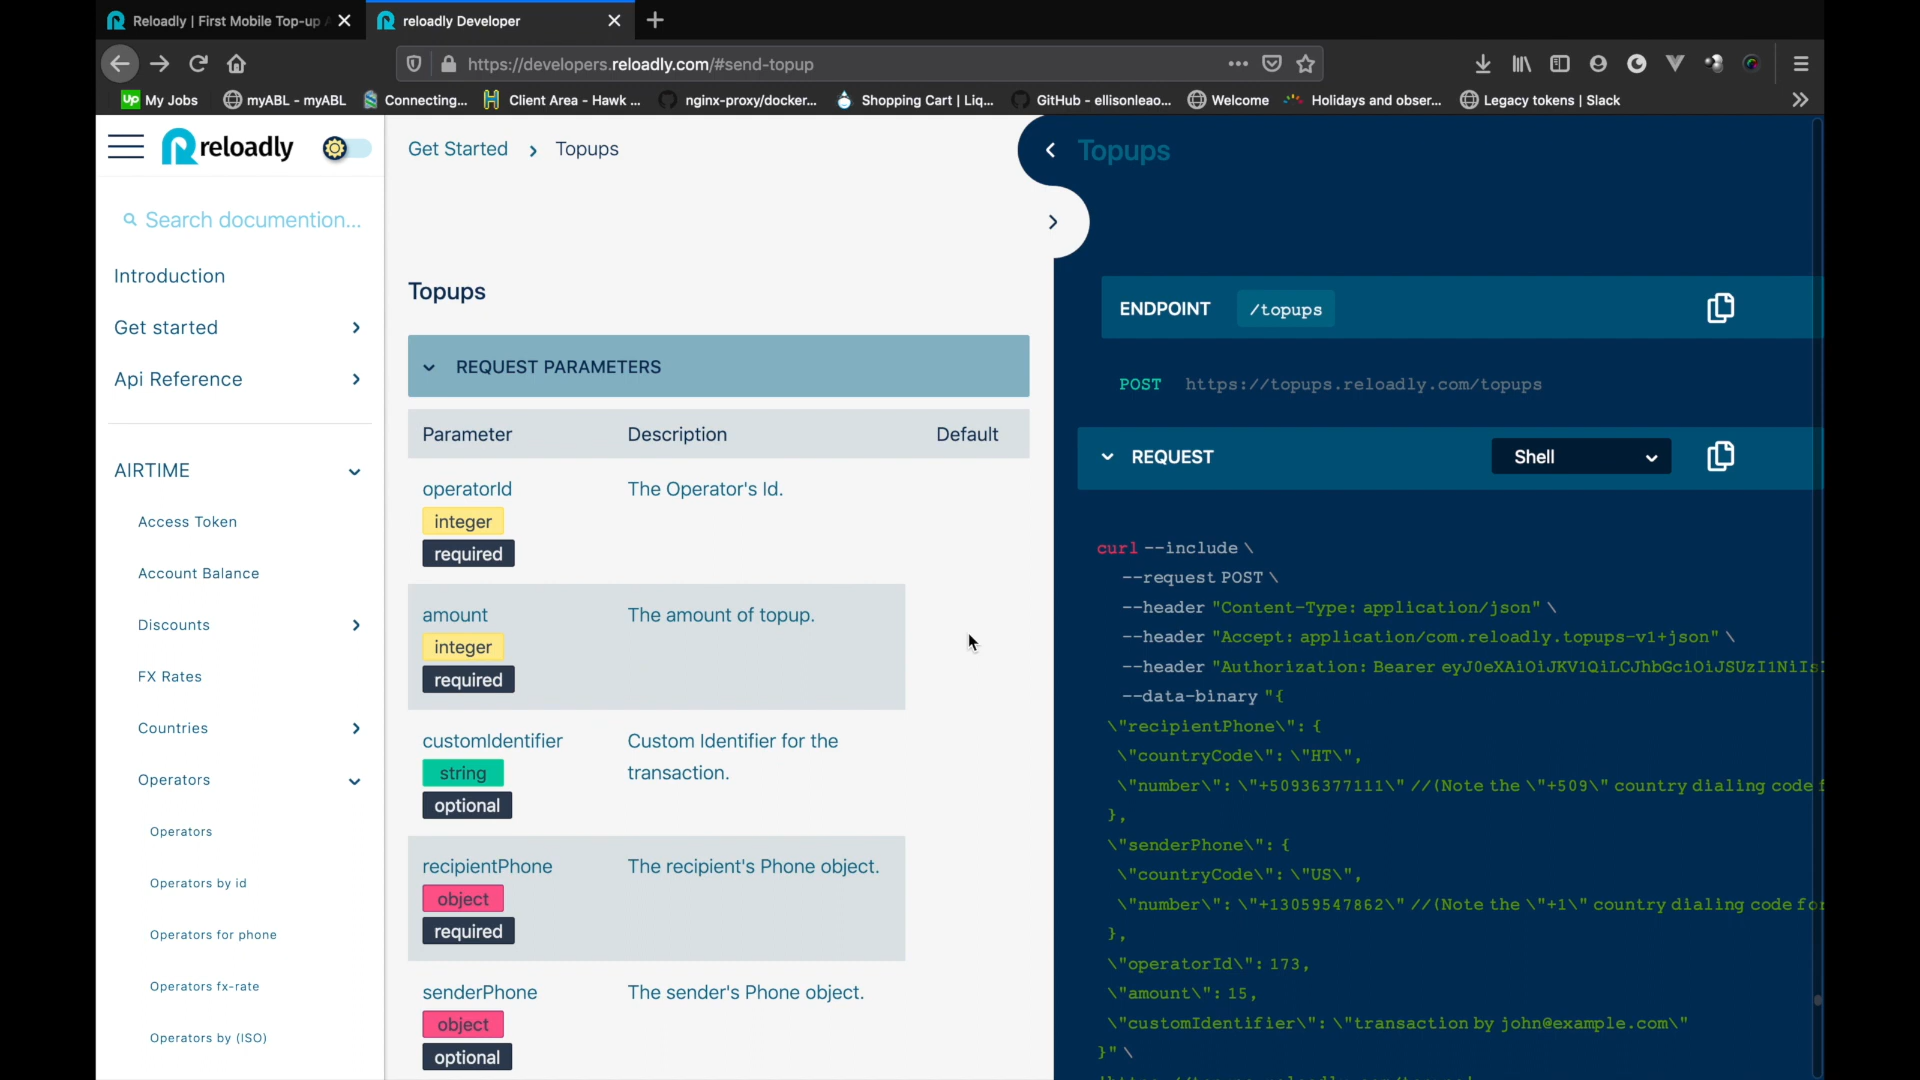 Reloadly | First Mobile Top-up
reloadly Developer
https://developers.reloadly.com/#send-topup
My Jobs
myABL - myABL
Connecting...
Client Area - Hawk ...
nginx-proxy/docker...
Shopping Cart | Liq...
GitHub - ellisonleao...
Welcome
Holidays and obser...
Legacy tokens | Slack
reloadly
Search documention...
Introduction
Get started
Api Reference
AIRTIME
Access Token
Account Balance
Discounts
FX Rates
Countries
Operators
Operators
Operators by id
Operators for phone
Operators fx-rate
Operators by (ISO)
Get Started > Topups
Topups
REQUEST PARAMETERS
Parameter Description Default
operatorId The Operator's Id.
integer
required
amount The amount of topup.
integer
required
customIdentifier Custom Identifier for the
transaction.
string
optional
recipientPhone The recipient's Phone object.
object
required
senderPhone The sender's Phone object.
object
optional
Topups
ENDPOINT /topups
POST https://topups.reloadly.com/topups
REQUEST Shell
curl --include \
--request POST \
--header "Content-Type: application/json" \
--header "Accept: application/com.reloadly.topups-v1+json" \
--header "Authorization: Bearer eyJ0eXAiOiJKV1QiLCJhbGciOiJSUzI1NiIs
--data-binary "{
\"recipientPhone\": {
\"countryCode\": \"HT\",
\"number\": \"+50936377111\" //(Note the \"+509\" country dialing code f
},
\"senderPhone\": {
\"countryCode\": \"US\",
\"number\": \"+13059547862\" //(Note the \"+1\" country dialing code for
},
\"operatorId\": 173,
\"amount\": 15,
\"customIdentifier\": \"transaction by john@example.com\"
}" \